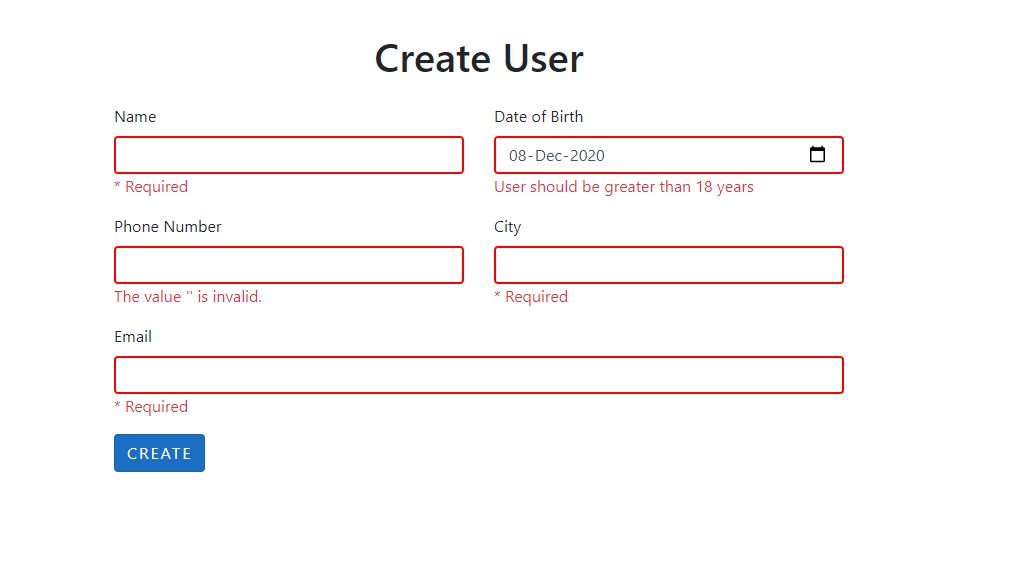 Create User
Name
Date of Birth
08-Dec-2020
* Required
User should be greater than 18 years
Phone Number
City
The value '' is invalid.
* Required
Email
* Required
CREATE